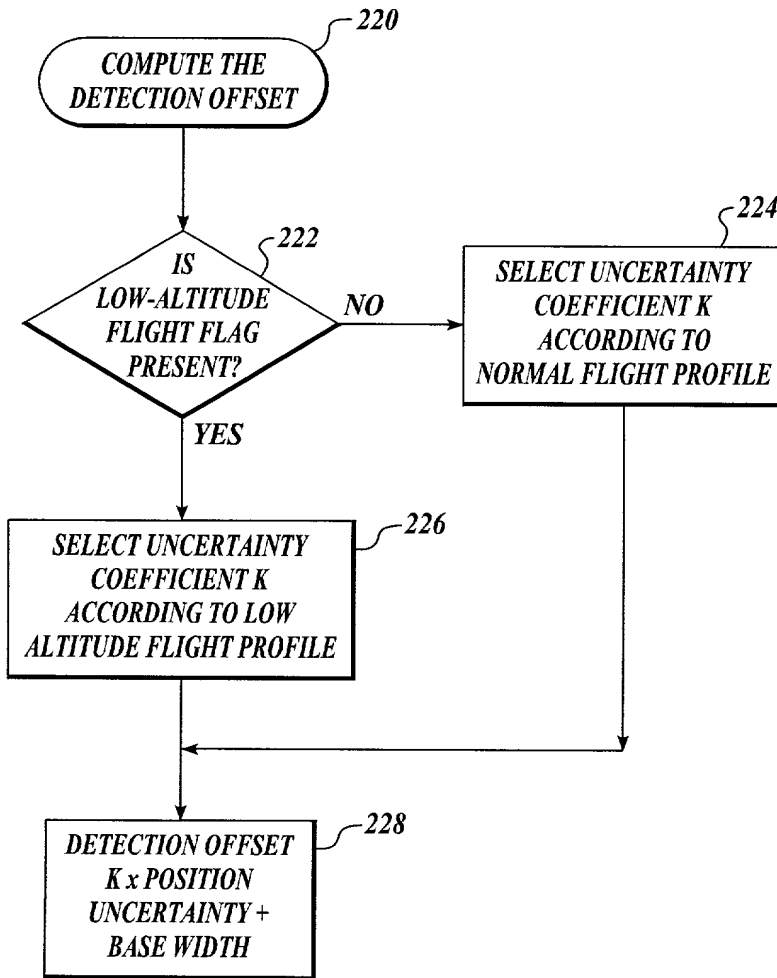 220
COMPUTE THE
DETECTION OFFSET
222
IS
LOW-ALTITUDE
FLIGHT FLAG
PRESENT?
NO
YES
224
SELECT UNCERTAINTY
COEFFICIENT K
ACCORDING TO
NORMAL FLIGHT PROFILE
226
SELECT UNCERTAINTY
COEFFICIENT K
ACCORDING TO LOW
ALTITUDE FLIGHT PROFILE
228
DETECTION OFFSET
K x POSITION
UNCERTAINTY +
BASE WIDTH